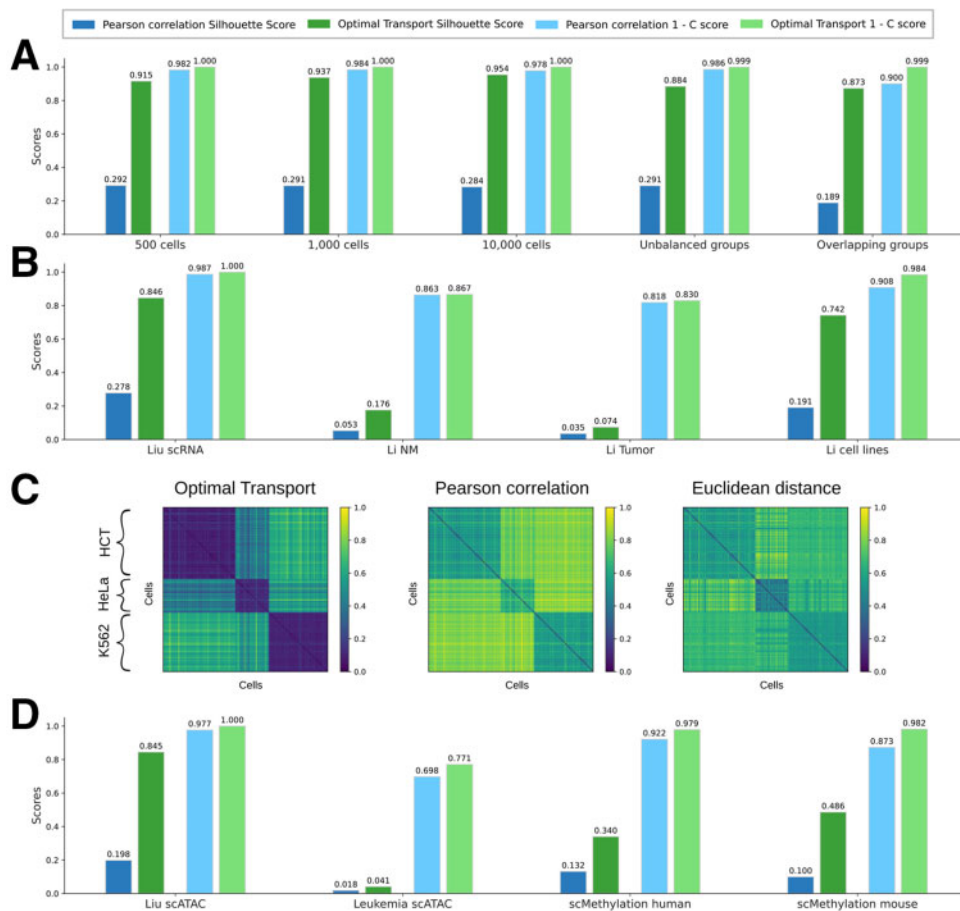 Pearson correlation Silhouette Score Optimal Transport Silhouette Score Pearson correlation 1 - C score Optimal Transport 1 - C score
A
Scores
1.0
0.8
0.6
0.4
0.2
0.0
0.292 0.915 0.982 1.000
0.291 0.937 0.984 1.000
0.284 0.954 0.978 1.000
0.291 0.884 0.986 0.999
0.189 0.873 0.900 0.999
500 cells 1,000 cells 10,000 cells Unbalanced groups Overlapping groups
B
Scores
1.0
0.8
0.6
0.4
0.2
0.0
0.278 0.846 0.987 1.000
0.053 0.176 0.863 0.867
0.035 0.074 0.818 0.830
0.191 0.742 0.908 0.984
Liu scRNA Li NM Li Tumor Li cell lines
C
Optimal Transport Pearson correlation Euclidean distance
HCT
HeLa
K562
Cells
1.0
0.8
0.6
0.4
0.2
0.0
Cells
Cells
1.0
0.8
0.6
0.4
0.2
0.0
Cells
Cells
1.0
0.8
0.6
0.4
0.2
0.0
Cells
D
Scores
1.0
0.8
0.6
0.4
0.2
0.0
0.198 0.845 0.977 1.000
0.018 0.041 0.698 0.771
0.132 0.340 0.922 0.979
0.100 0.486 0.873 0.982
Liu scATAC Leukemia scATAC scMethylation human scMethylation mouse